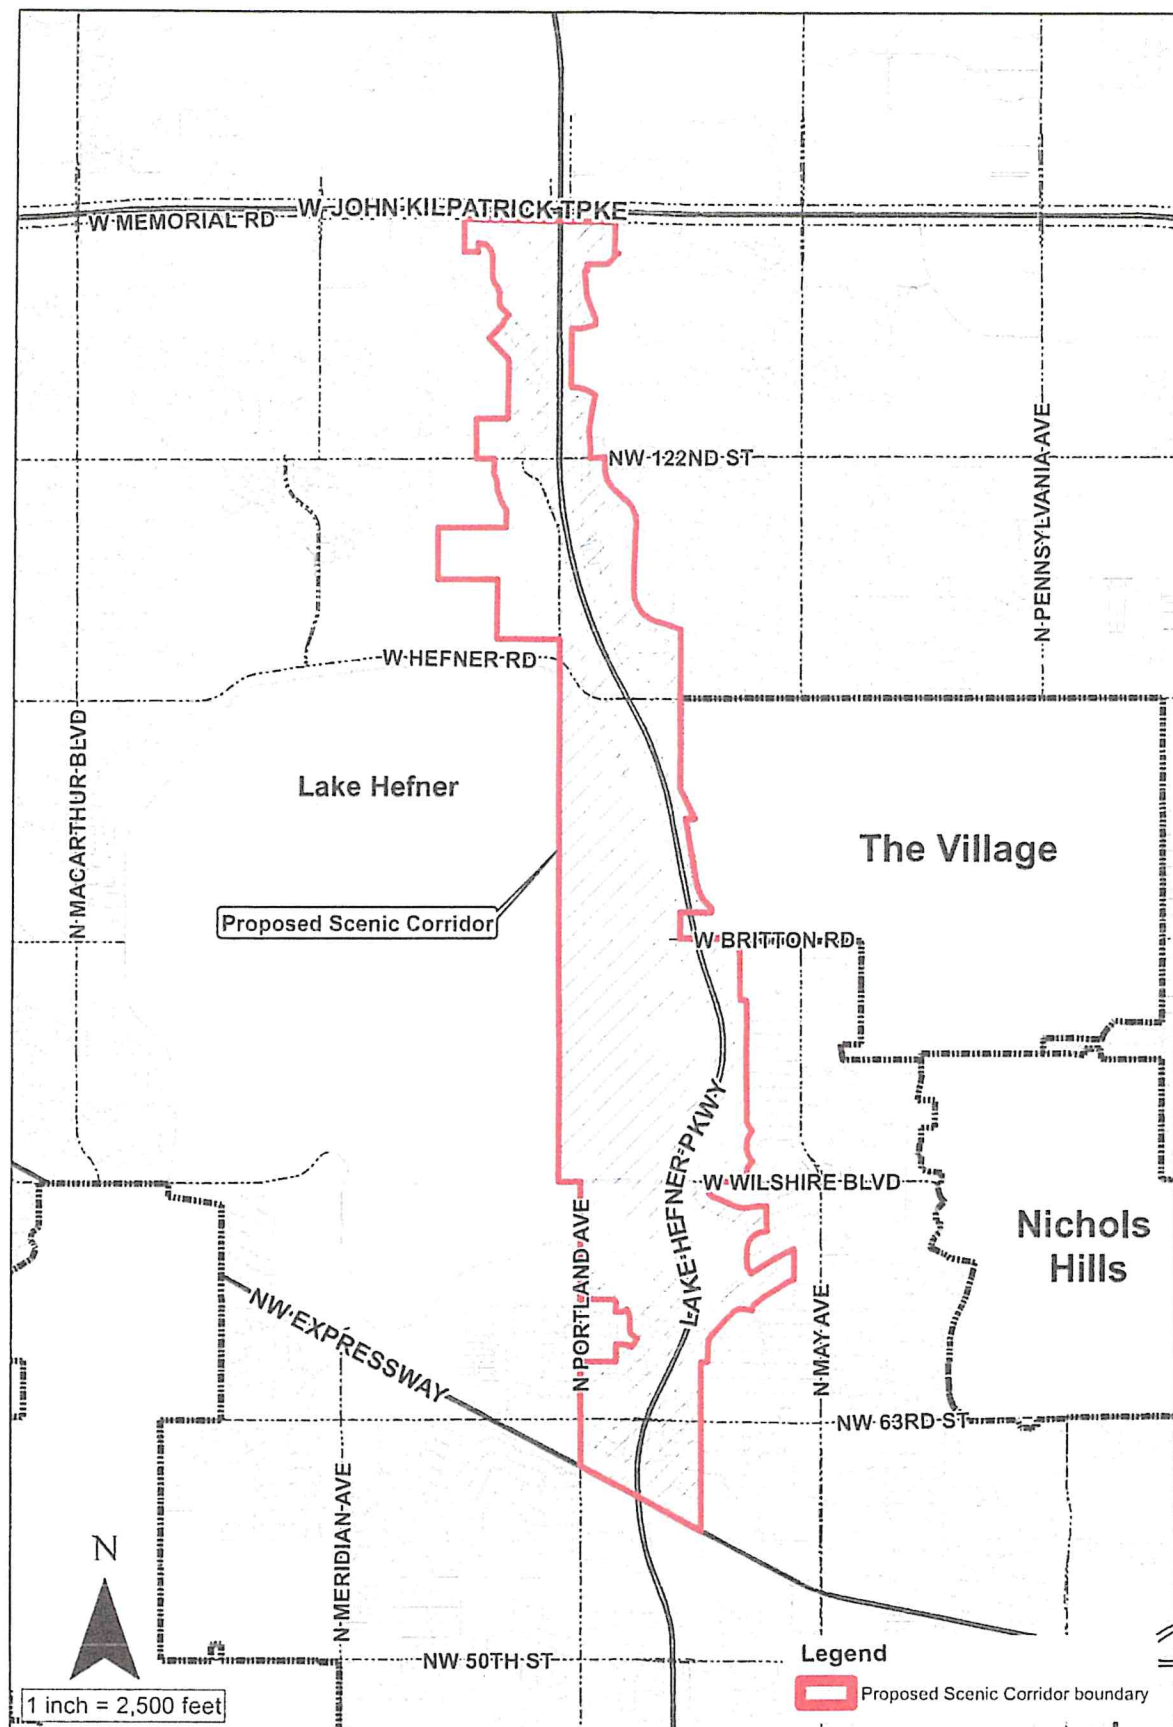 W JOHN KILPATRICK TPKE
W MEMORIAL RD
NW 122ND ST
N PENNSYLVANIA AVE
W HEFNER RD
N MACARTHUR BLVD
Lake Hefner
The Village
Proposed Scenic Corridor
W BRITTON RD
LAKE HEFNER PKWY
W WILSHIRE BLVD
N PORTLAND AVE
Nichols
Hills
NW EXPRESSWAY
N MAY AVE
NW 63RD ST
N MERIDIAN AVE
N
NW 50TH ST
Legend
Proposed Scenic Corridor boundary
1 inch = 2,500 feet